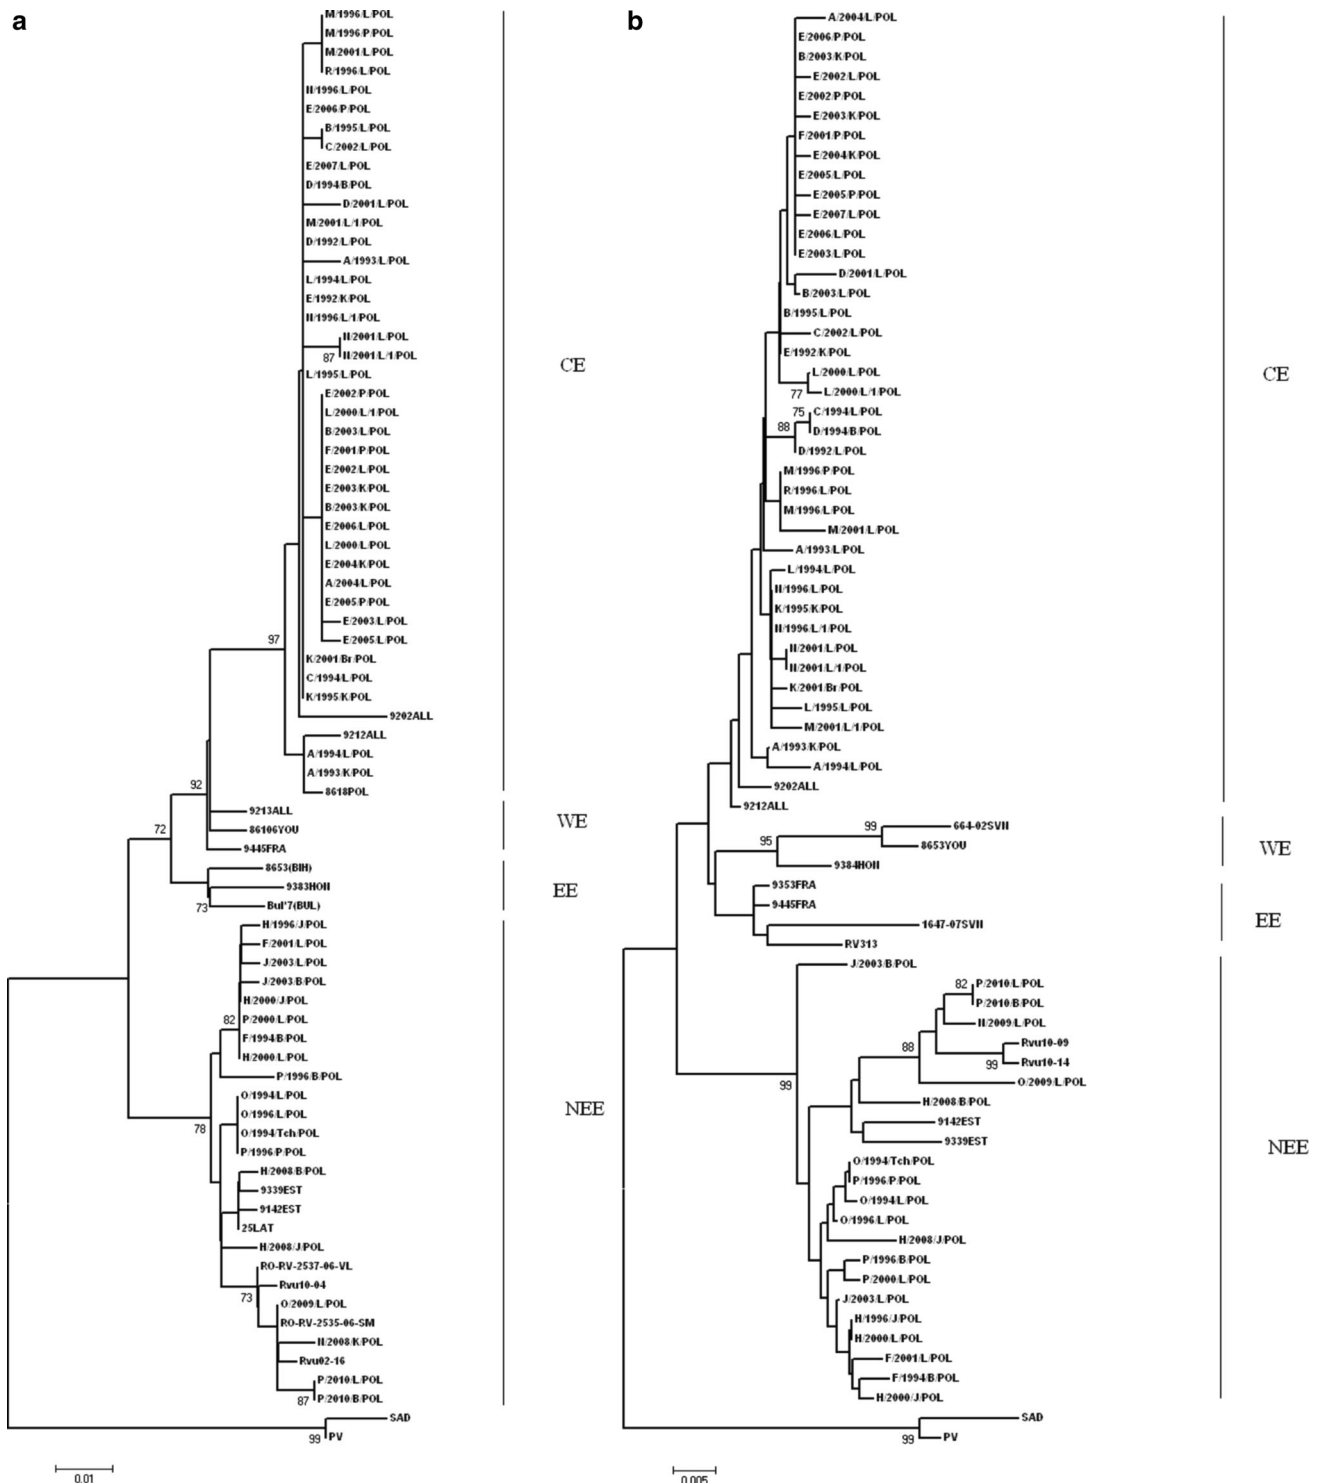 a
M/1996/L/POL
M/1996/P/POL
M/2001/L/POL
R/1996/L/POL
N/1996/L/POL
E/2006/P/POL
B/1995/L/POL
C/2002/L/POL
E/2007/L/POL
D/1994/B/POL
D/2001/L/POL
M/2001/L/1/POL
D/1992/L/POL
A/1993/L/POL
L/1994/L/POL
E/1992/K/POL
N/1996/L/1/POL
N/2001/L/POL
87
N/2001/L/1/POL
CE
L/1995/L/POL
E/2002/P/POL
L/2000/L/1/POL
B/2003/L/POL
F/2001/P/POL
E/2002/L/POL
E/2003/K/POL
B/2003/K/POL
E/2006/L/POL
L/2000/L/POL
E/2004/K/POL
A/2004/L/POL
E/2005/P/POL
E/2003/L/POL
97
E/2005/L/POL
K/2001/Br/POL
C/1994/L/POL
K/1995/K/POL
9202ALL
9212ALL
A/1994/L/POL
A/1993/K/POL
92
8618POL
9213ALL
WE
72
86106YOU
9445FRA
8653(BIH)
9383HON
EE
73
Bul'7(BUL)
H/1996/J/POL
F/2001/L/POL
J/2003/L/POL
J/2003/B/POL
H/2000/J/POL
82
P/2000/L/POL
F/1994/B/POL
H/2000/L/POL
P/1996/B/POL
O/1994/L/POL
NEE
O/1996/L/POL
78
O/1994/Tch/POL
P/1996/P/POL
H/2008/B/POL
9339EST
9142EST
25LAT
H/2008/J/POL
RO-RV-2537-06-VL
Rvu10-04
73
O/2009/L/POL
RO-RV-2535-06-SM
N/2008/K/POL
Rvu02-16
P/2010/L/POL
87
P/2010/B/POL
SAD
99
PV
0.01
b
A/2004/L/POL
E/2006/P/POL
B/2003/K/POL
E/2002/L/POL
E/2002/P/POL
E/2003/K/POL
F/2001/P/POL
E/2004/K/POL
E/2005/L/POL
E/2005/P/POL
E/2007/L/POL
E/2006/L/POL
E/2003/L/POL
D/2001/L/POL
B/2003/L/POL
B/1995/L/POL
C/2002/L/POL
E/1992/K/POL
L/2000/L/POL
CE
77
L/2000/L/1/POL
75
C/1994/L/POL
88
D/1994/B/POL
D/1992/L/POL
M/1996/P/POL
R/1996/L/POL
M/1996/L/POL
M/2001/L/POL
A/1993/L/POL
L/1994/L/POL
N/1996/L/POL
K/1995/K/POL
N/1996/L/1/POL
N/2001/L/POL
N/2001/L/1/POL
K/2001/Br/POL
L/1995/L/POL
M/2001/L/1/POL
A/1993/K/POL
A/1994/L/POL
9202ALL
9212ALL
99
664-02SVN
95
8653YOU
WE
9384HON
9353FRA
9445FRA
EE
1647-07SVN
RV313
J/2003/B/POL
82
P/2010/L/POL
P/2010/B/POL
N/2009/L/POL
88
Rvu10-09
99
Rvu10-14
99
O/2009/L/POL
H/2008/B/POL
9142EST
9339EST
NEE
O/1994/Tch/POL
P/1996/P/POL
O/1994/L/POL
O/1996/L/POL
H/2008/J/POL
P/1996/B/POL
P/2000/L/POL
J/2003/L/POL
H/1996/J/POL
H/2000/L/POL
F/2001/L/POL
F/1994/B/POL
H/2000/J/POL
SAD
99
PV
0.005